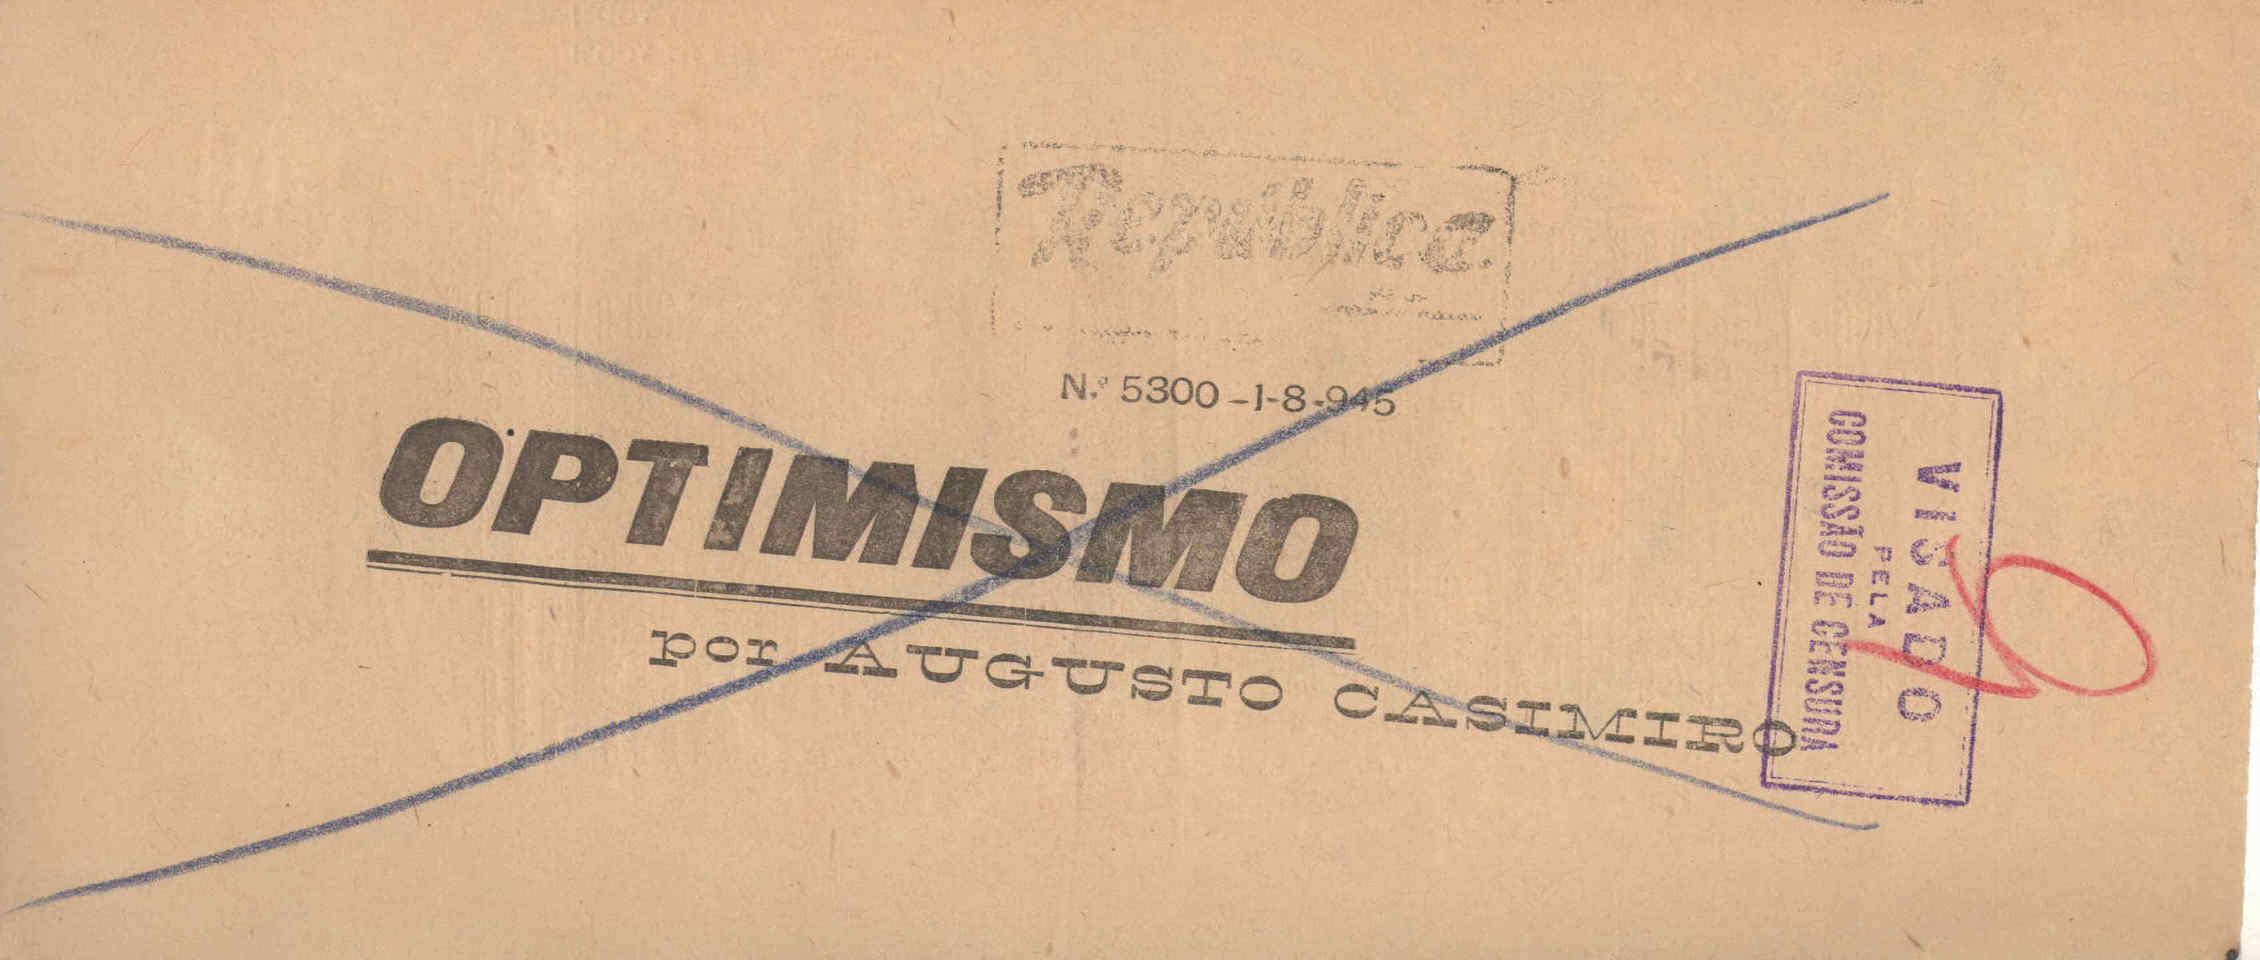 República
N.º 5300-1-8-945
OPTIMISMO
por AUGUSTO CASIMIRO
VISADO
PELA
COMISSÃO DE CENSURA